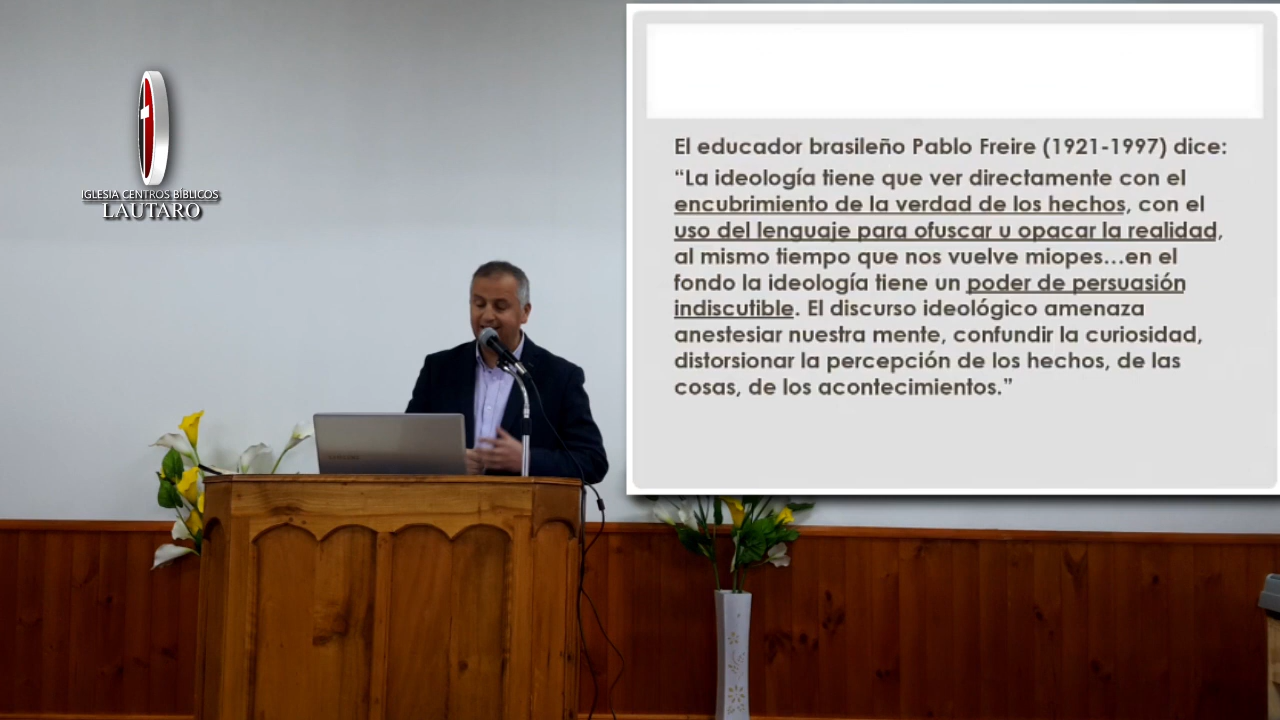 IGLESIA CENTROS BÍBLICOS
LAUTARO
El educador brasileño Pablo Freire (1921-1997) dice:
“La ideología tiene que ver directamente con el
encubrimiento de la verdad de los hechos, con el
uso del lenguaje para ofuscar u opacar la realidad,
al mismo tiempo que nos vuelve miopes…en el
fondo la ideología tiene un poder de persuasión
indiscutible. El discurso ideológico amenaza
anestesiar nuestra mente, confundir la curiosidad,
distorsionar la percepción de los hechos, de las
cosas, de los acontecimientos.”